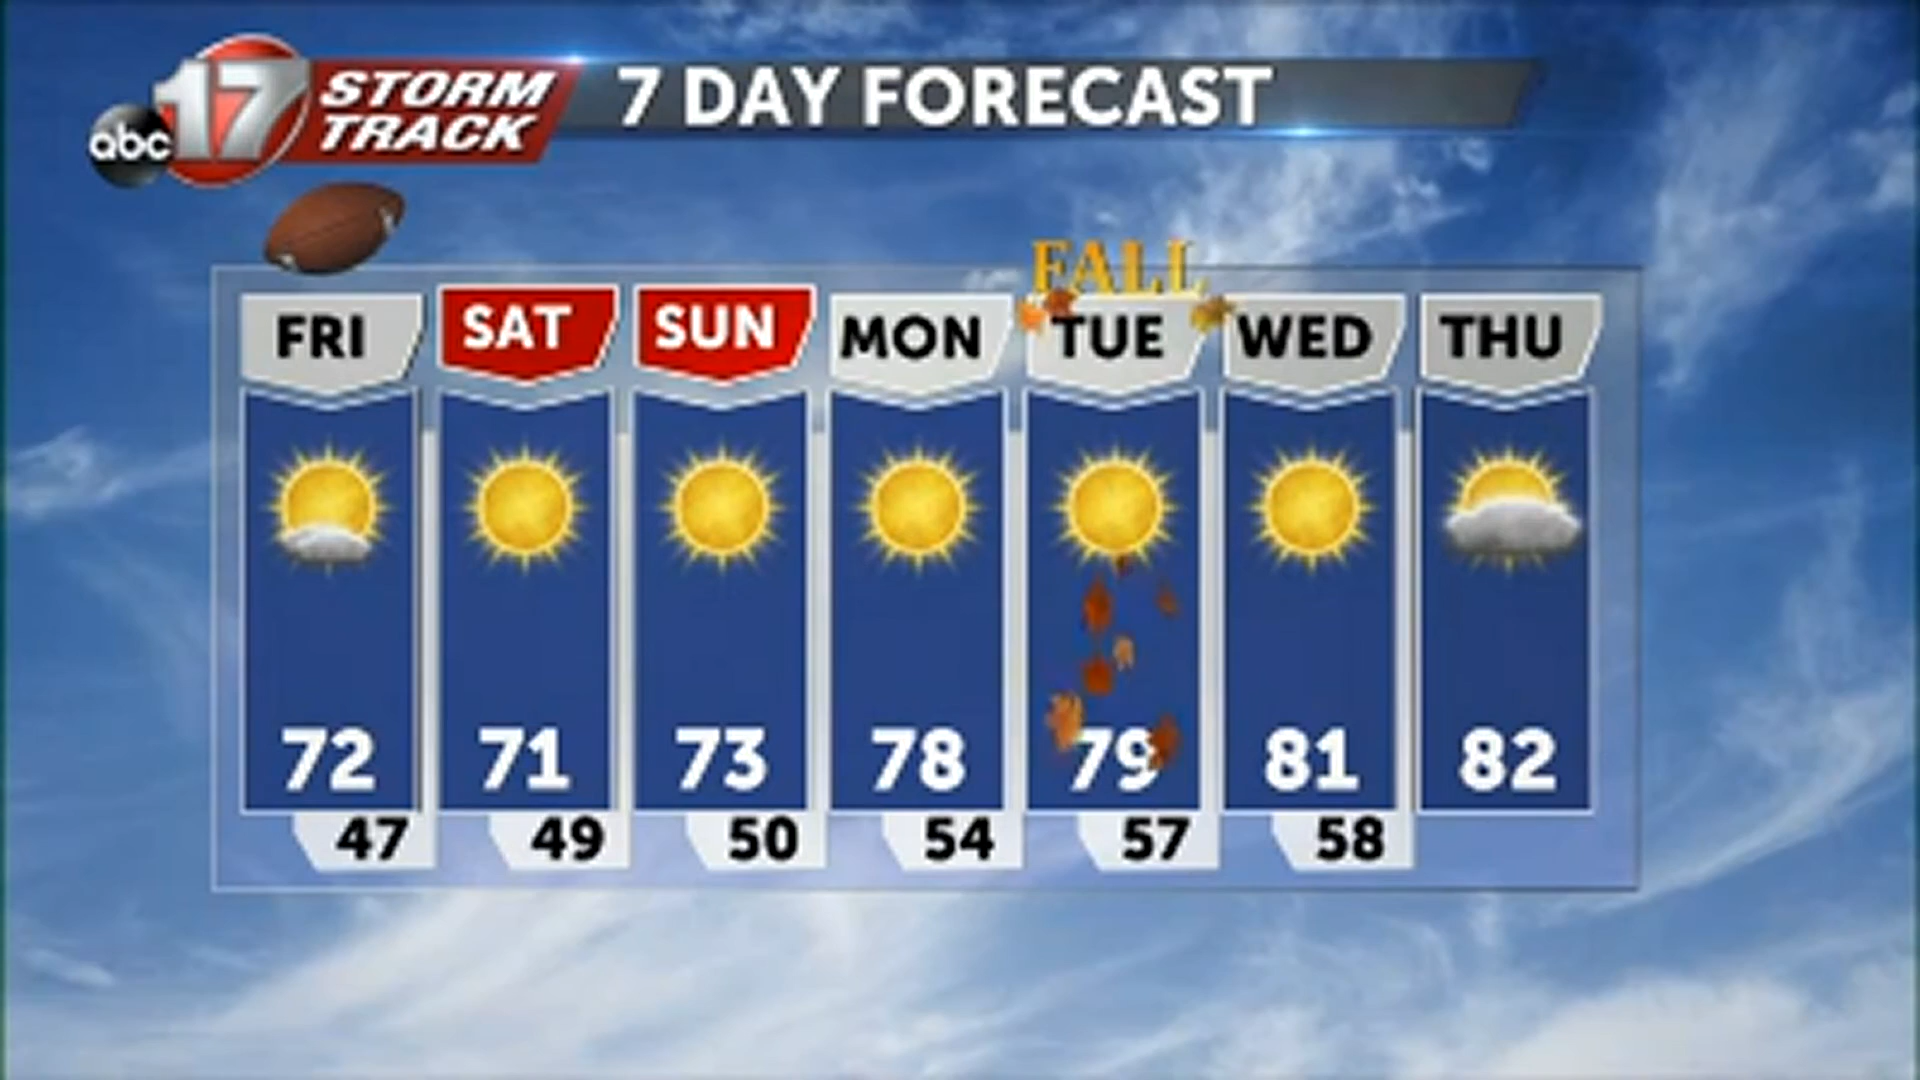 abc 17 STORM TRACK
7 DAY FORECAST
FALL
FRI SAT SUN MON TUE WED THU
72 71 73 78 79 81 82
47 49 50 54 57 58